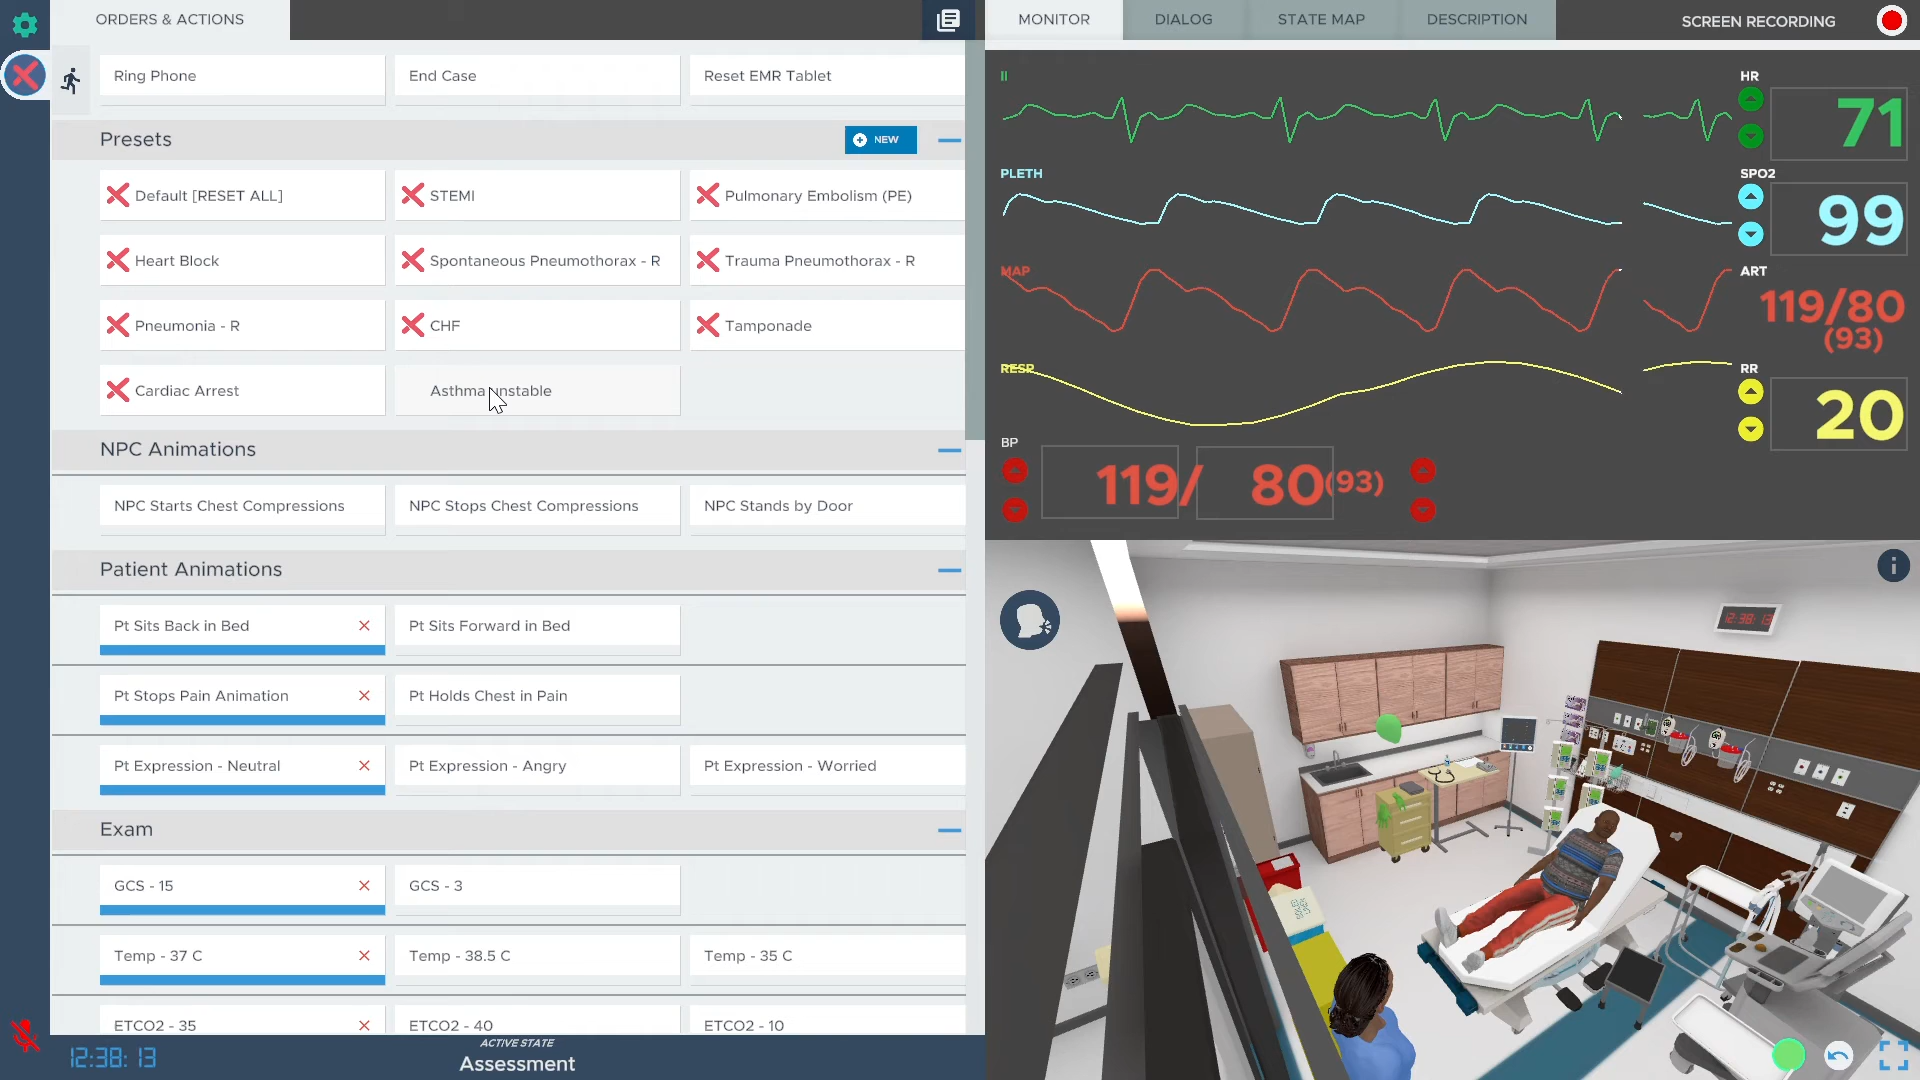 ORDERS & ACTIONS
MONITOR
DIALOG
STATE MAP
DESCRIPTION
SCREEN RECORDING
Ring Phone
End Case
Reset EMR Tablet
Presets
NEW
Default [RESET ALL]
STEMI
Pulmonary Embolism (PE)
Heart Block
Spontaneous Pneumothorax - R
Trauma Pneumothorax - R
Pneumonia - R
CHF
Tamponade
Cardiac Arrest
Asthma unstable
NPC Animations
NPC Starts Chest Compressions
NPC Stops Chest Compressions
NPC Stands by Door
Patient Animations
Pt Sits Back in Bed
Pt Sits Forward in Bed
Pt Stops Pain Animation
Pt Holds Chest in Pain
Pt Expression - Neutral
Pt Expression - Angry
Pt Expression - Worried
Exam
GCS - 15
GCS - 3
Temp - 37 C
Temp - 38.5 C
Temp - 35 C
ETCO2 - 35
ETCO2 - 40
ETCO2 - 10
12:38: 13
ACTIVE STATE
Assessment
II
HR
71
PLETH
SPO2
99
MAP
ART
119/80
(93)
RESP
RR
20
BP
119/ 80(93)
12:38: 13